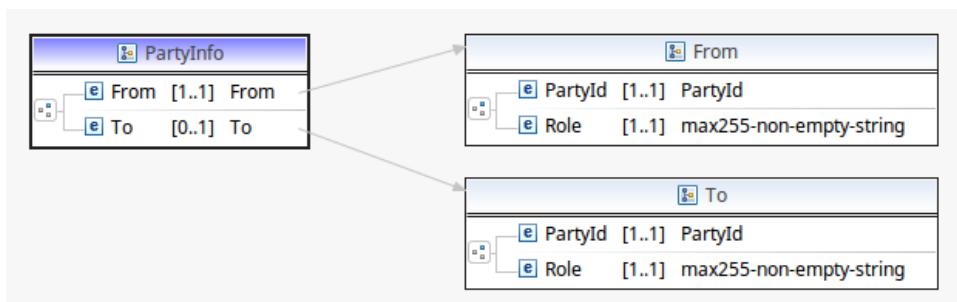 PartyInfo
e From [1..1] From
e To [0..1] To
From
e PartyId [1..1] PartyId
e Role [1..1] max255-non-empty-string
To
e PartyId [1..1] PartyId
e Role [1..1] max255-non-empty-string